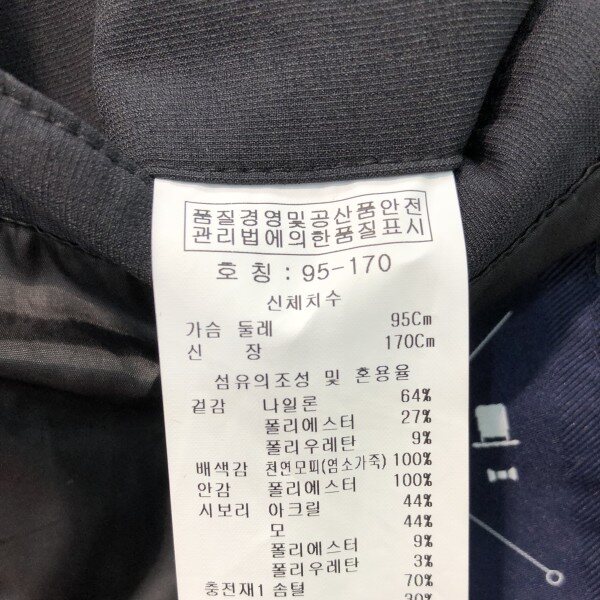 품질경영및공산품안전
관리법에의한품질표시
호 칭 : 95-170
신체치수
가슴 둘레 95Cm
신 장 170Cm
섬유의조성 및 혼용율
겉감 나일론 64%
폴리에스터 27%
폴리우레탄 9%
배색감 천연모피(염소가죽) 100%
안감 폴리에스터 100%
시보리 아크릴 44%
모 44%
폴리에스터 9%
폴리우레탄 3%
충전재1 솜털 70%
30%